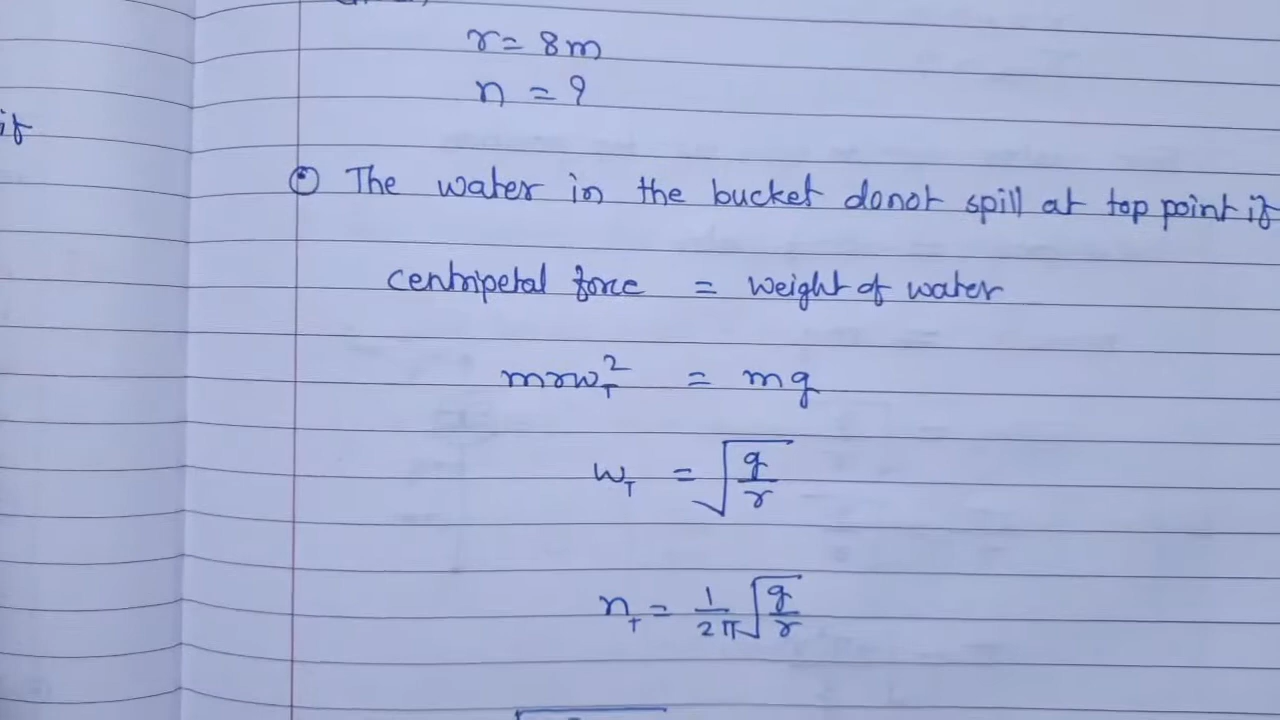 r = 8m
n = ?
if
⊙ The water in the bucket donot spill at top point if
centripetal force = weight of water
mrω_T² = mg
ω_T = √(g/r)
n_T = 1/2π √(g/r)